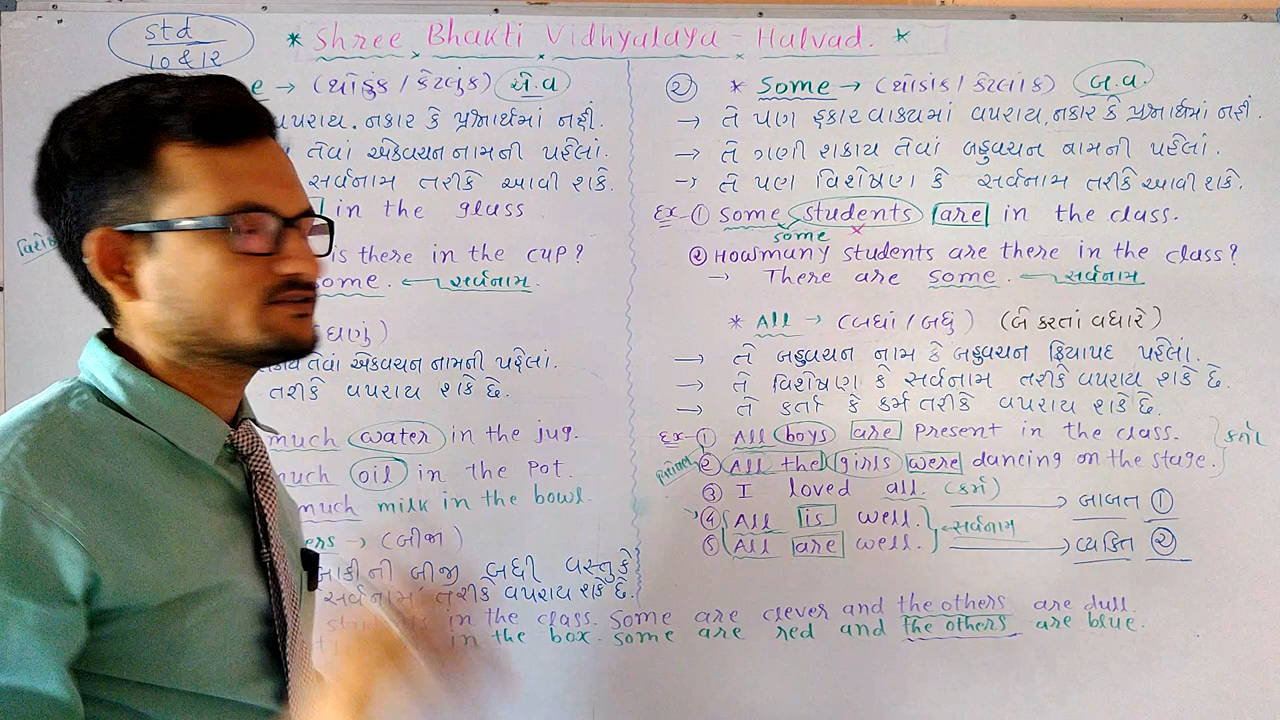 Std
10 & 12
* Shree Bhakti Vidhyalaya - Halvad. *
e → (થોડુંક / કેટલુંક) એ.વ
વપરાય. નકાર કે પ્રશ્નાર્થમાં નહીં.
તેવાં એકવચન નામની પહેલાં.
સર્વનામ તરીકે આવી શકે.
in the glass.
is there in the cup?
some. ← સર્વનામ.
ઘણું)
તેવાં એકવચન નામની પહેલાં.
તરીકે વપરાય શકે છે.
much water in the jug.
much oil in the pot.
much milk in the bowl.
ers → (બીજા)
બાકીની બીજી બધી વસ્તુ કે
સર્વનામ તરીકે વપરાય શકે છે.
in the class. Some are clever and the others are dull.
in the box. some are red and the others are blue.
② * Some → (થોડાંક / કેટલાંક) બ.વ.
→ તે પણ હકાર વાક્યમાં વપરાય. નકાર કે પ્રશ્નાર્થમાં નહીં.
→ તે ગણી શકાય તેવાં બહુવચન નામની પહેલાં.
→ તે પણ વિશેષણ કે સર્વનામ તરીકે આવી શકે.
Ex-① Some students are in the class.
some ×
② Howmany students are there in the class?
→ There are some. ← સર્વનામ
* All → (બધાં / બધુ) (બે કરતાં વધારે)
→ તે બહુવચન નામ કે બહુવચન ક્રિયાપદ પહેલાં.
→ તે વિશેષણ કે સર્વનામ તરીકે વપરાય શકે છે.
→ તે કર્તા કે કર્મ તરીકે વપરાય શકે છે.
Ex-① All boys are present in the class. } કર્તા
② All the girls were dancing on the stage.
③ I loved all. (કર્મ)
④ All is well. } ← સર્વનામ → બાબત ①
⑤ All are well. → વ્યક્તિ ②